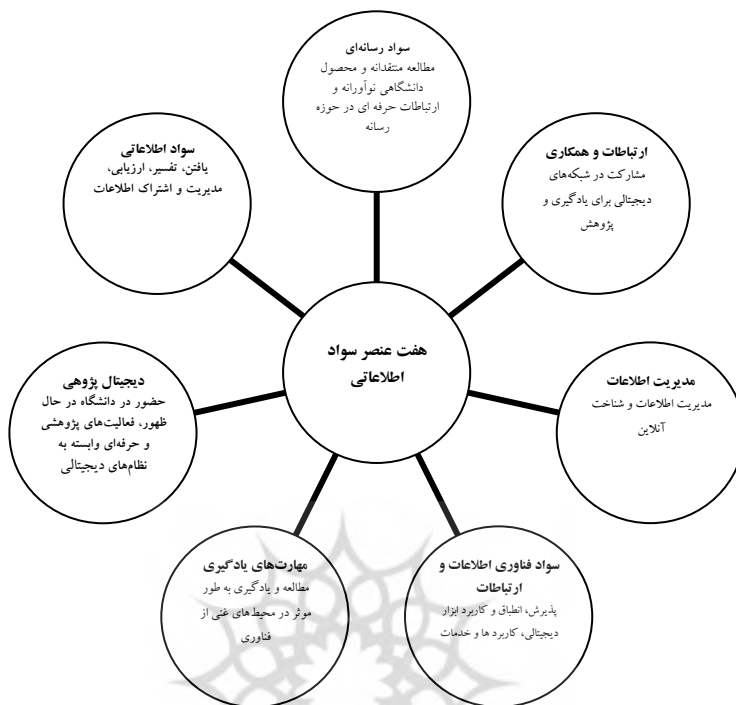 سواد رسانه‌ای
مطالعه منتقدانه و محصول
دانشگاهی نوآورانه و
ارتباطات حرفه ای در حوزه
رسانه
ارتباطات و همکاری
مشارکت در شبکه‌های
دیجیتالی برای یادگیری و
پژوهش
مدیریت اطلاعات
مدیریت اطلاعات و شناخت
آنلاین
سواد فناوری اطلاعات و
ارتباطات
پذیرش، انطباق و کاربرد ابزار
دیجیتالی، کاربرد ها و خدمات
مهارت‌های یادگیری
مطالعه و یادگیری به طور
موثر در محیط‌های غنی از
فناوری
دیجیتال پژوهی
حضور در دانشگاه در حال
ظهور، فعالیت‌های پژوهشی
و حرفه‌ای وابسته به
نظام‌های دیجیتالی
سواد اطلاعاتی
یافتن، تفسیر، ارزیابی،
مدیریت و اشتراک اطلاعات
هفت عنصر سواد
اطلاعاتی